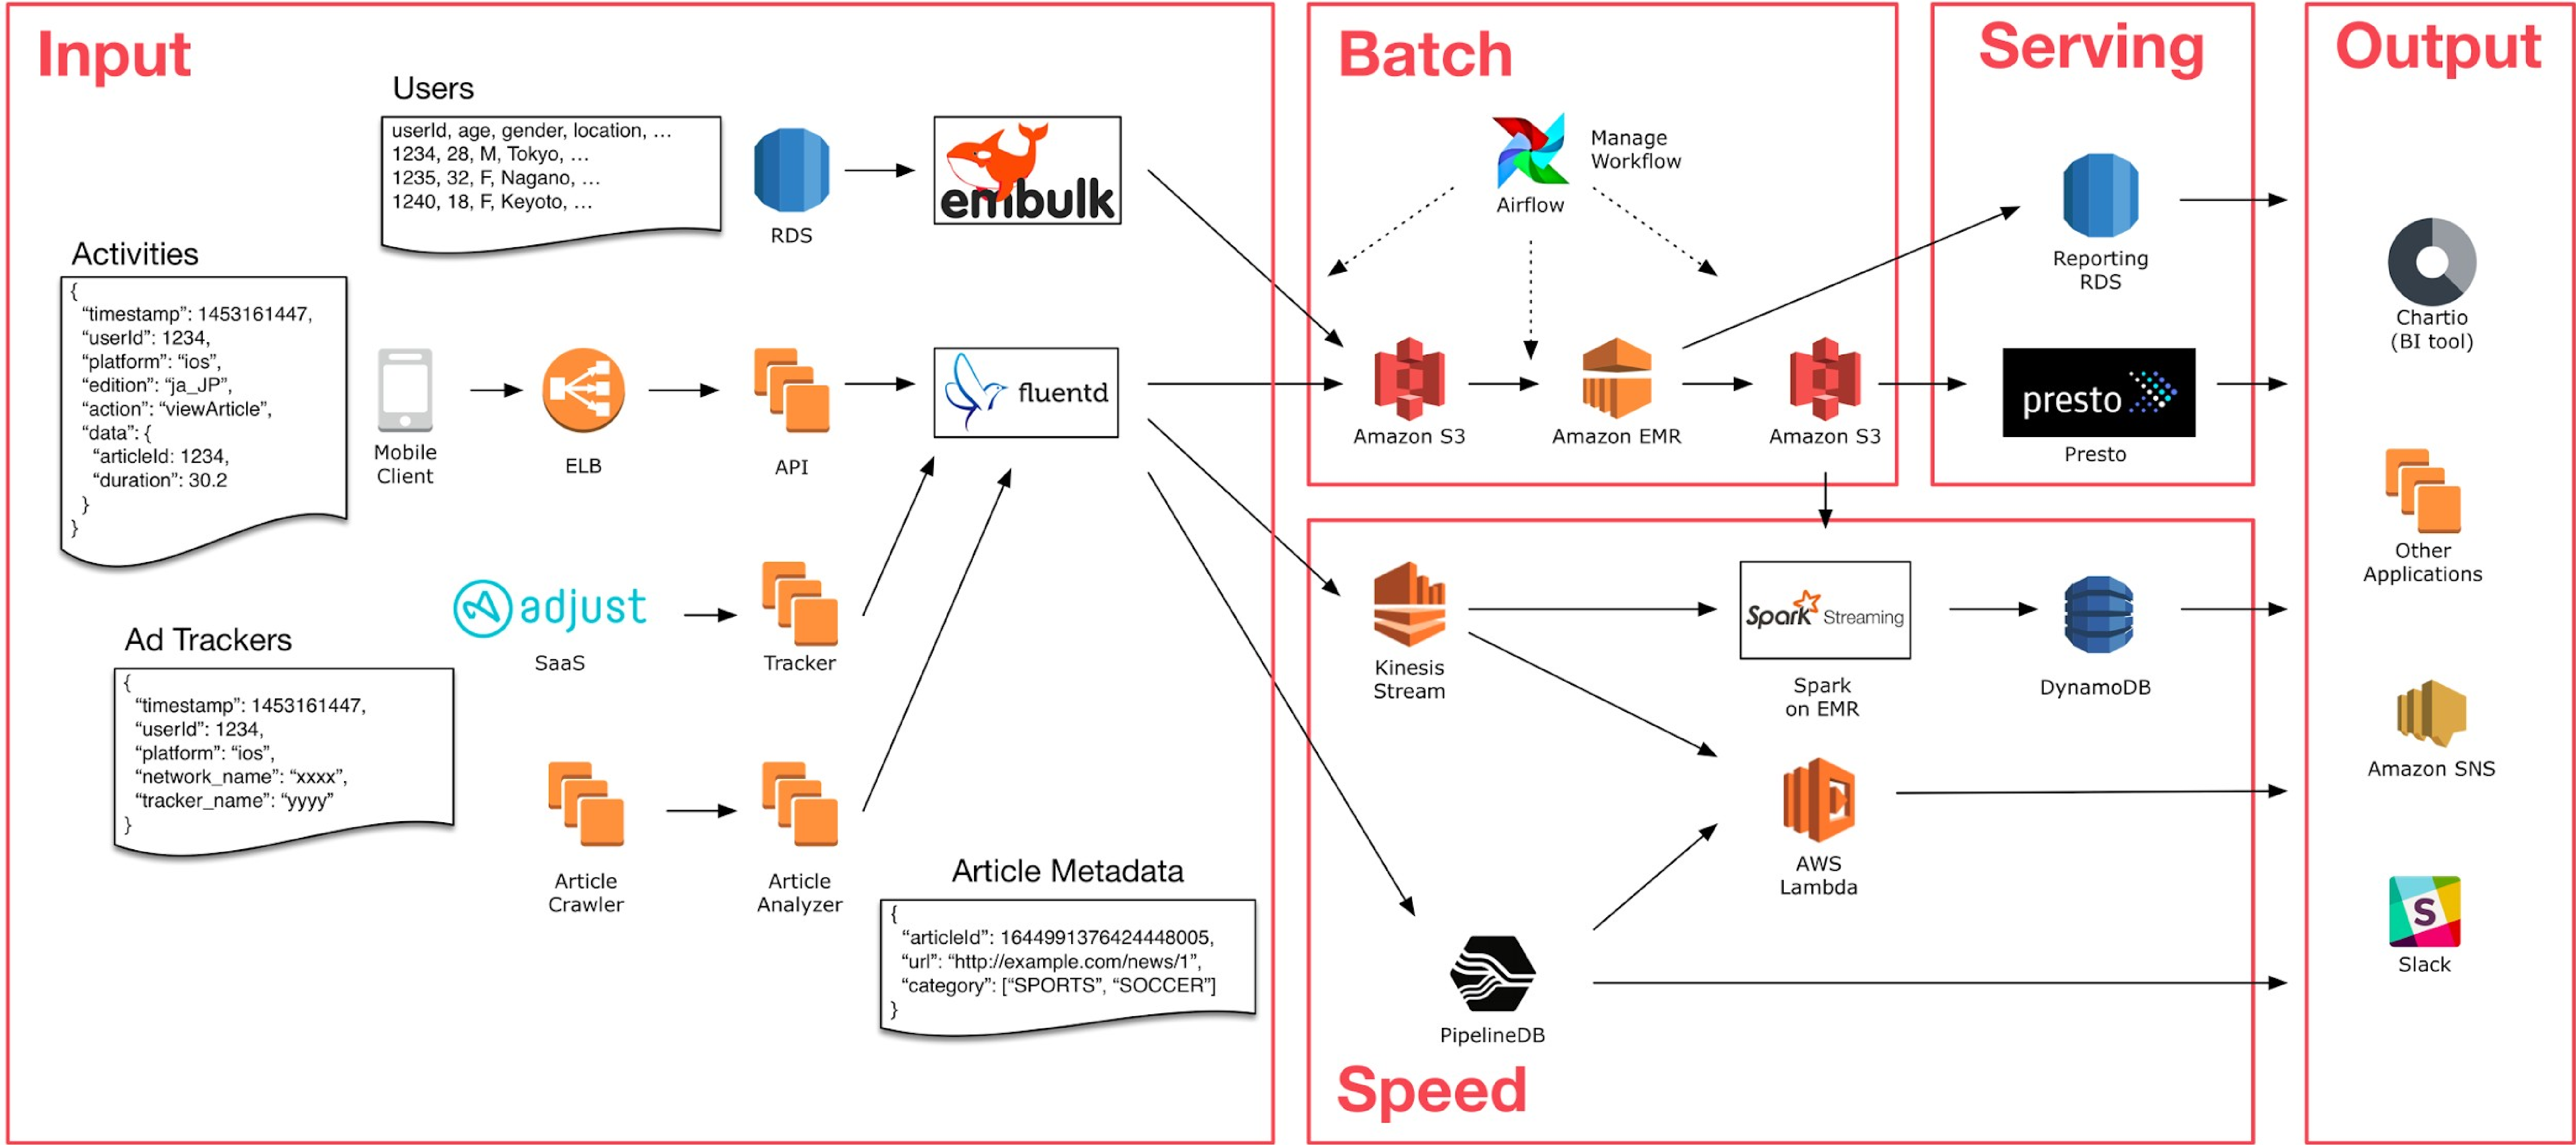 Input
Users
userId, age, gender, location, …
1234, 28, M, Tokyo, …
1235, 32, F, Nagano, …
1240, 18, F, Keyoto, …
RDS
embulk
Activities
{
“timestamp”: 1453161447,
“userId”: 1234,
“platform”: “ios”,
“edition”: “ja_JP”,
“action”: “viewArticle”,
“data”: {
“articleId: 1234,
“duration”: 30.2
}
}
Mobile
Client
ELB
API
fluentd
Ad Trackers
{
“timestamp”: 1453161447,
“userId”: 1234,
“platform”: “ios”,
“network_name”: “xxxx”,
“tracker_name”: “yyyy”
}
adjust
SaaS
Tracker
Article
Crawler
Article
Analyzer
Article Metadata
{
“articleId”: 1644991376424448005,
“url”: “http://example.com/news/1”,
“category”: [“SPORTS”, “SOCCER”]
}
Batch
Manage
Workflow
Airflow
Amazon S3
Amazon EMR
Amazon S3
Serving
Reporting
RDS
presto
Presto
Speed
Kinesis
Stream
Spark Streaming
Spark
on EMR
DynamoDB
AWS
Lambda
PipelineDB
Output
Chartio
(BI tool)
Other
Applications
Amazon SNS
S
Slack